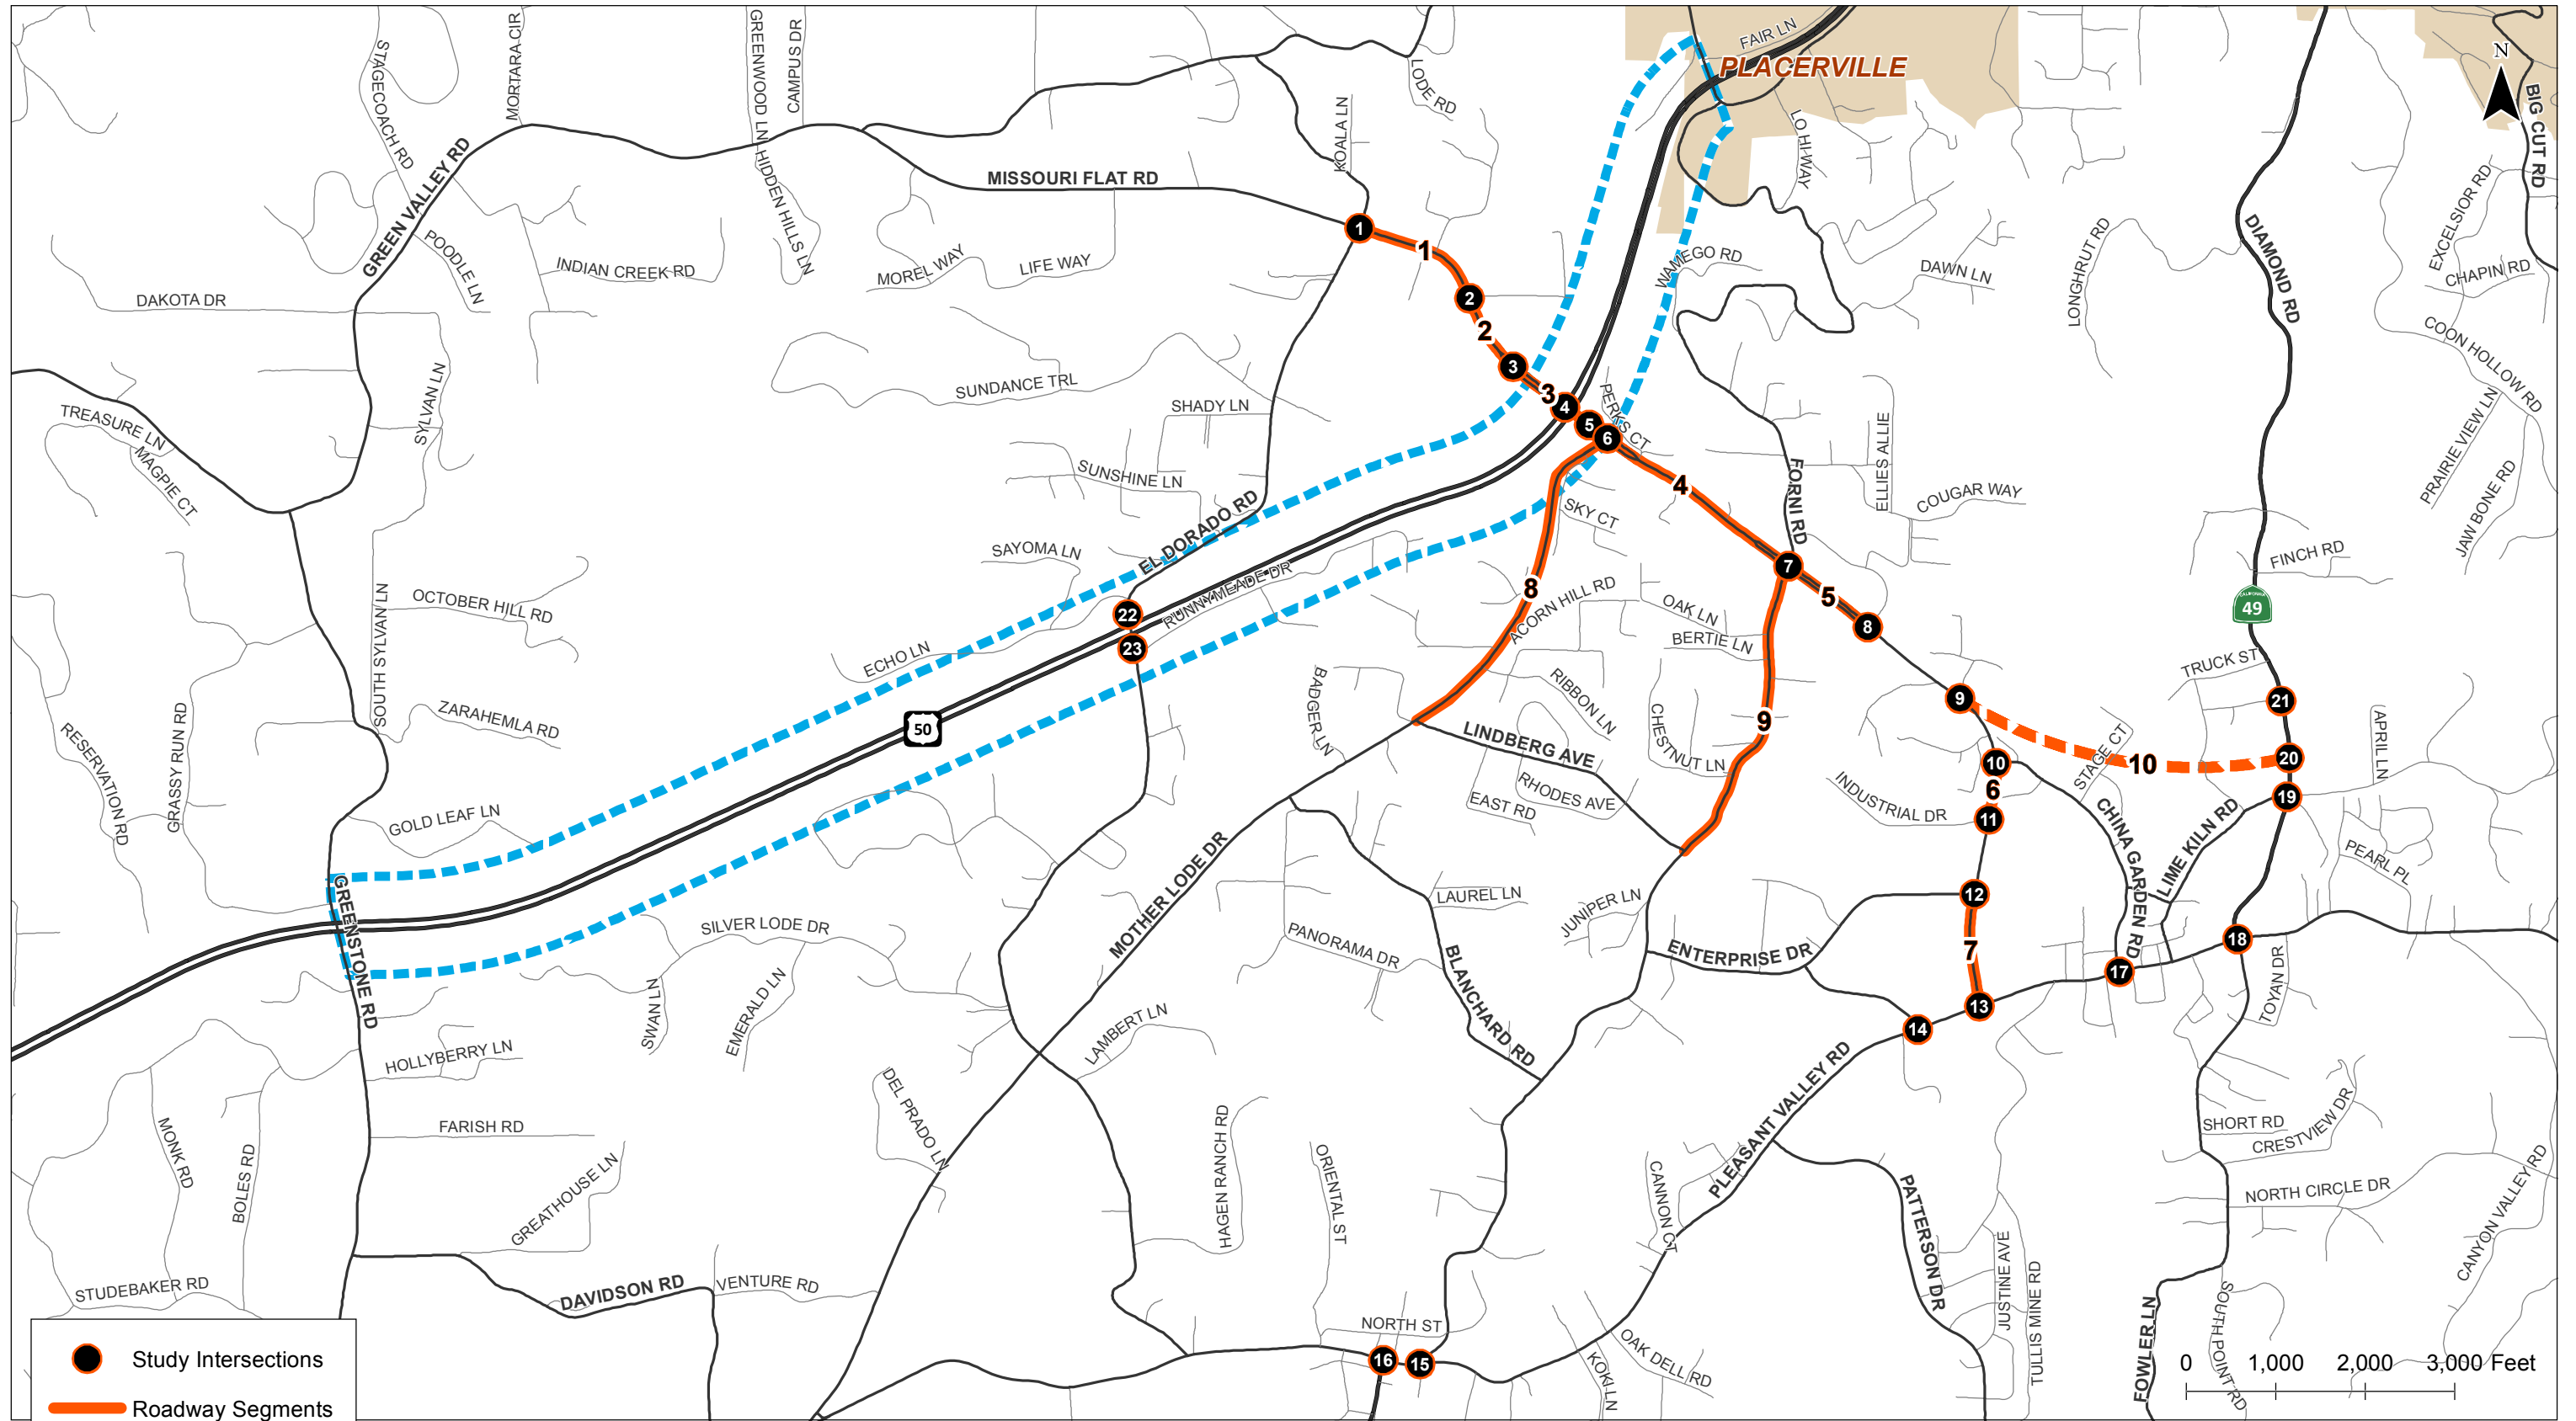 FAIR LN
PLACERVILLE
N
STAGECOACH RD
MORTARA CIR
GREENWOOD LN
CAMPUS DR
LODE RD
KOALA LN
LO HI WAY
BIG CUT RD
GREEN VALLEY RD
HIDDEN HILLS LN
MISSOURI FLAT RD
EXCELSIOR RD
POODLE LN
INDIAN CREEK RD
MOREL WAY
LIFE WAY
1
1
WAMEGO RD
DAWN LN
LONGHRUT RD
DIAMOND RD
CHAPIN RD
DAKOTA DR
2
2
COON HOLLOW RD
SYLVAN LN
SUNDANCE TRL
3
3
4
5
6
PERKS CT
TREASURE LN
MAGPIE CT
SHADY LN
SUNSHINE LN
4
FORNI RD
ELLIES ALLIE
COUGAR WAY
PRAIRIE VIEW LN
JAW BONE RD
EL DORADO RD
SKY CT
SAYOMA LN
RUNNYMEADE DR
7
5
8
FINCH RD
CALIFORNIA
49
OCTOBER HILL RD
SOUTH SYLVAN LN
22
23
8
ACORN HILL RD
OAK LN
BERTIE LN
ECHO LN
TRUCK ST
RESERVATION RD
GRASSY RUN RD
ZARAHEMLA RD
50
BADGER LN
LINDBERG AVE
RIBBON LN
CHESTNUT LN
9
9
21
STAGE CT
10
20
APRIL LN
GOLD LEAF LN
EAST RD
RHODES AVE
INDUSTRIAL DR
10
6
11
CHINA GARDEN RD
LIME KILN RD
19
PEARL PL
GREENSTONE RD
SILVER LODE DR
MOTHER LODE DR
LAUREL LN
JUNIPER LN
12
SWAN LN
EMERALD LN
PANORAMA DR
BLANCHARD RD
ENTERPRISE DR
7
13
14
17
18
TOYAN DR
HOLLYBERRY LN
LAMBERT LN
FARISH RD
DEL PRADO LN
PLEASANT VALLEY RD
SHORT RD
CRESTVIEW DR
MONK RD
BOLES RD
GREATHOUSE LN
HAGEN RANCH RD
ORIENTAL ST
CANNON CT
PATTERSON DR
NORTH CIRCLE DR
CANYON VALLEY RD
STUDEBAKER RD
DAVIDSON RD
VENTURE RD
JUSTINE AVE
TULLIS MINE RD
FOWLER LN
SOUTH POINT RD
NORTH ST
16
15
KOKI LN
OAK DELL RD
0 1,000 2,000 3,000 Feet
Study Intersections
Roadway Segments